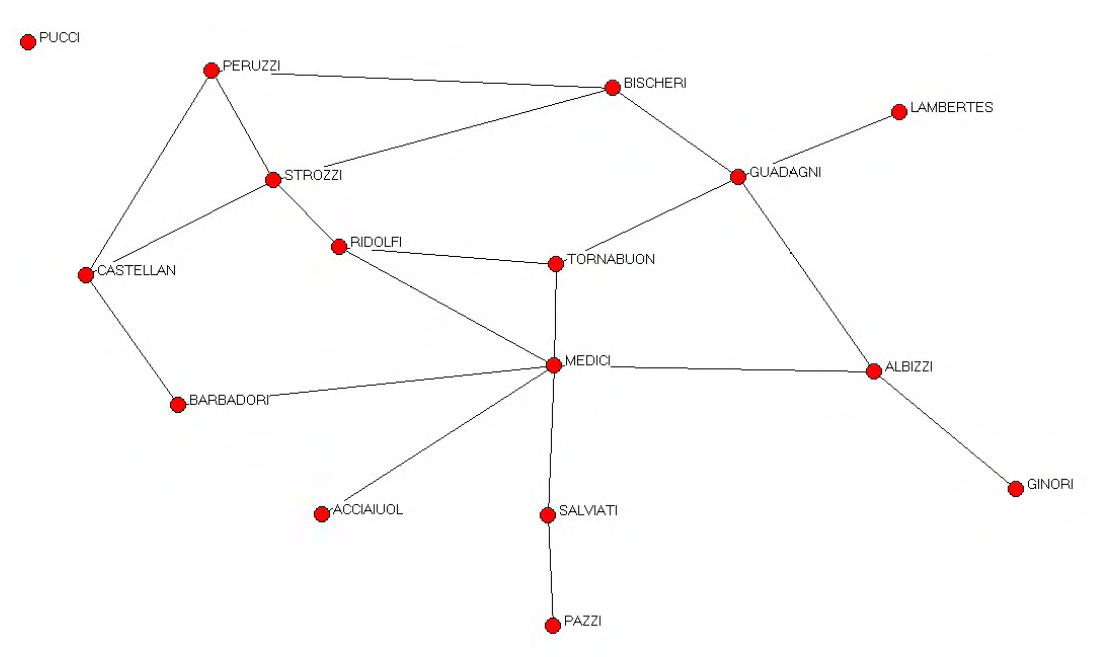 PUCCI
PERUZZI
BISCHERI
LAMBERTES
STROZZI
GUADAGNI
RIDOLFI
TORNABUON
CASTELLAN
MEDICI
ALBIZZI
BARBADORI
GINORI
ACCIAIUOL
SALVIATI
PAZZI